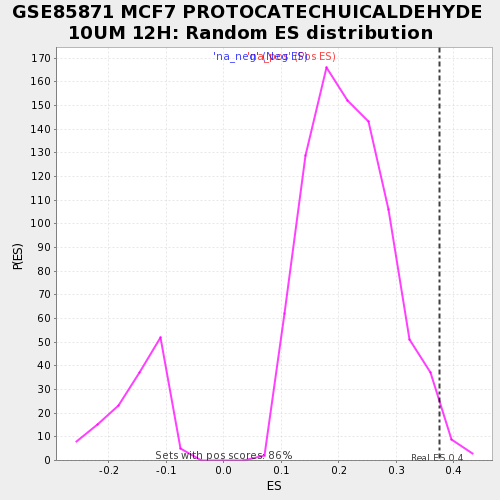 GSE85871 MCF7 PROTOCATECHUICALDEHYDE
10UM 12H: Random ES distribution
'na_neg' (Neg ES)
'na_pos' (Pos ES)
170
160
150
140
130
120
110
100
90
80
70
60
50
40
30
20
10
0
P(ES)
Sets with pos scores: 86%
Real ES 0.4
-0.2 -0.1 0.0 0.1 0.2 0.3 0.4
ES